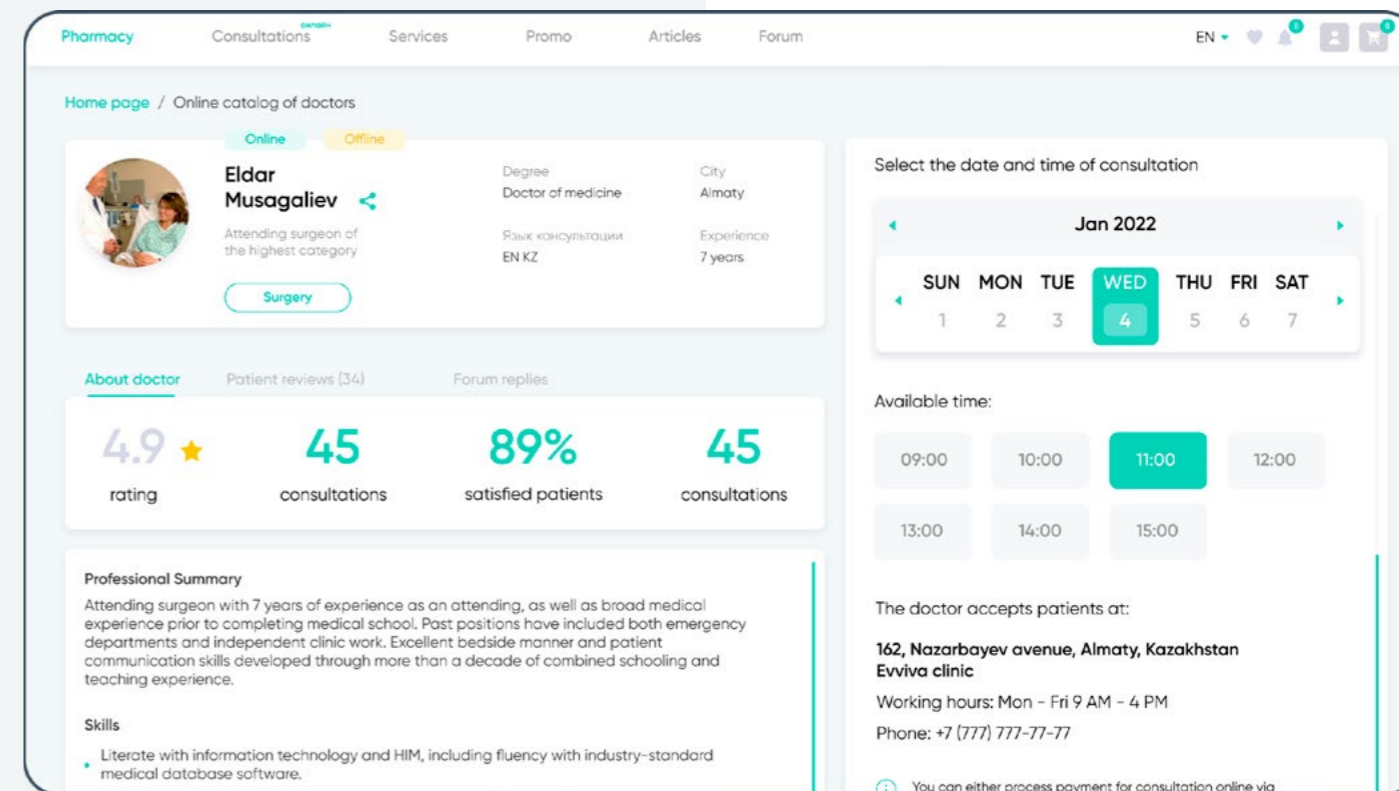 Pharmacy
Consultations
онлайн
Services
Promo
Articles
Forum
EN
Home page / Online catalog of doctors
Online
Offline
Eldar
Musagaliev
Attending surgeon of
the highest category
Surgery
Degree
Doctor of medicine
City
Almaty
Язык консультации
EN KZ
Experience
7 years
About doctor
Patient reviews (34)
Forum replies
4.9
rating
45
consultations
89%
satisfied patients
45
consultations
Professional Summary
Attending surgeon with 7 years of experience as an attending, as well as broad medical
experience prior to completing medical school. Past positions have included both emergency
departments and independent clinic work. Excellent bedside manner and patient
communication skills developed through more than a decade of combined schooling and
teaching experience.
Skills
Literate with information technology and HIM, including fluency with industry-standard
medical database software.
Select the date and time of consultation
Jan 2022
SUN MON TUE WED THU FRI SAT
1 2 3 4 5 6 7
Available time:
09:00 10:00 11:00 12:00
13:00 14:00 15:00
The doctor accepts patients at:
162, Nazarbayev avenue, Almaty, Kazakhstan
Evviva clinic
Working hours: Mon - Fri 9 AM - 4 PM
Phone: +7 (777) 777-77-77
You can either process payment for consultation online via